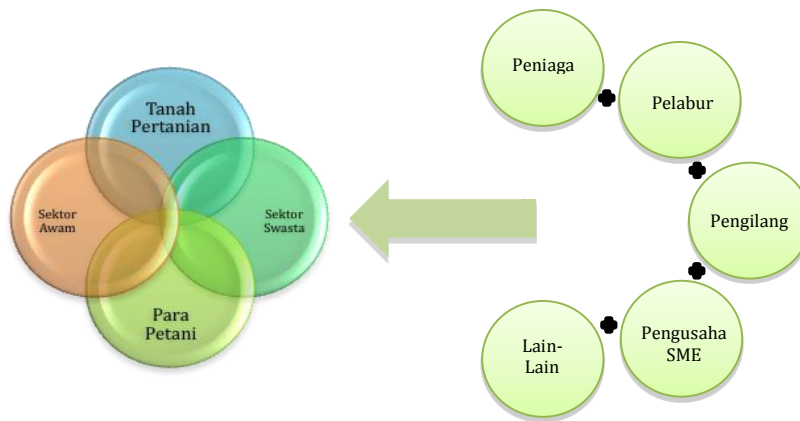 Tanah
Pertanian
Sektor
Awam
Sektor
Swasta
Para
Petani
Peniaga
Pelabur
Pengilang
Pengusaha
SME
Lain-
Lain